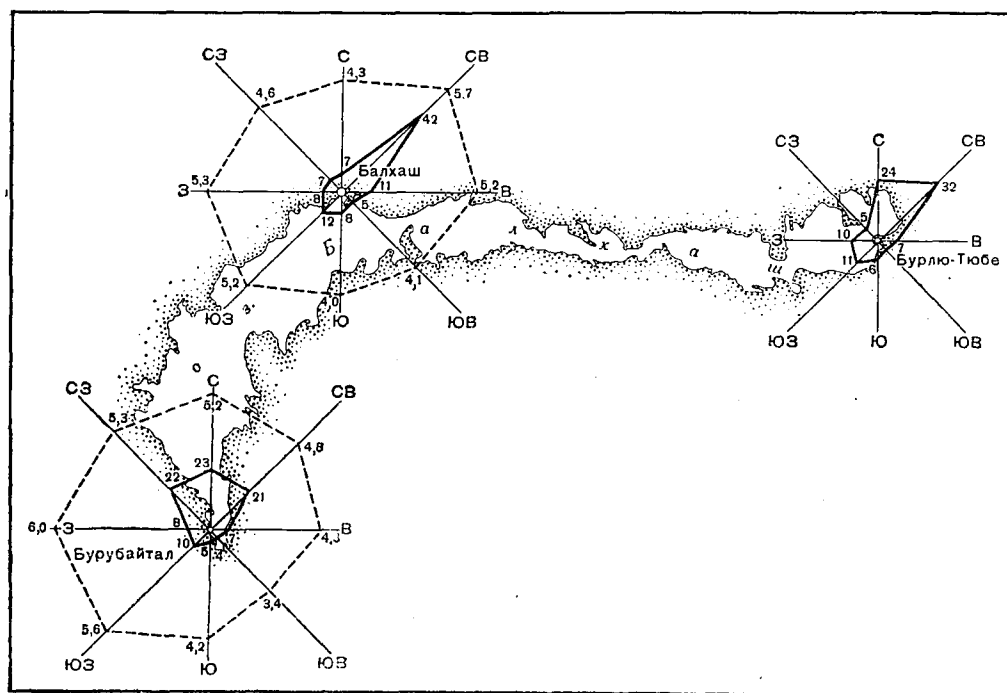 С
СЗ
СВ
4,3
4,6
5,7
42
7
7
Балхаш
11
З
5,3
8
5
5,2
В
12
8
5,2
4,0
4,1
ЮЗ
Ю
ЮВ
о з. Б а л х а ш
С
СЗ
СВ
24
32
5
10
З
7
В
11
6
Бурлю-Тюбе
ЮЗ
Ю
ЮВ
С
СЗ
СВ
5,2
5,3
4,8
23
22
21
6,0
З
8
7
В
Бурубайтал
10
5
4
3,4
5,6
4,2
ЮЗ
Ю
ЮВ